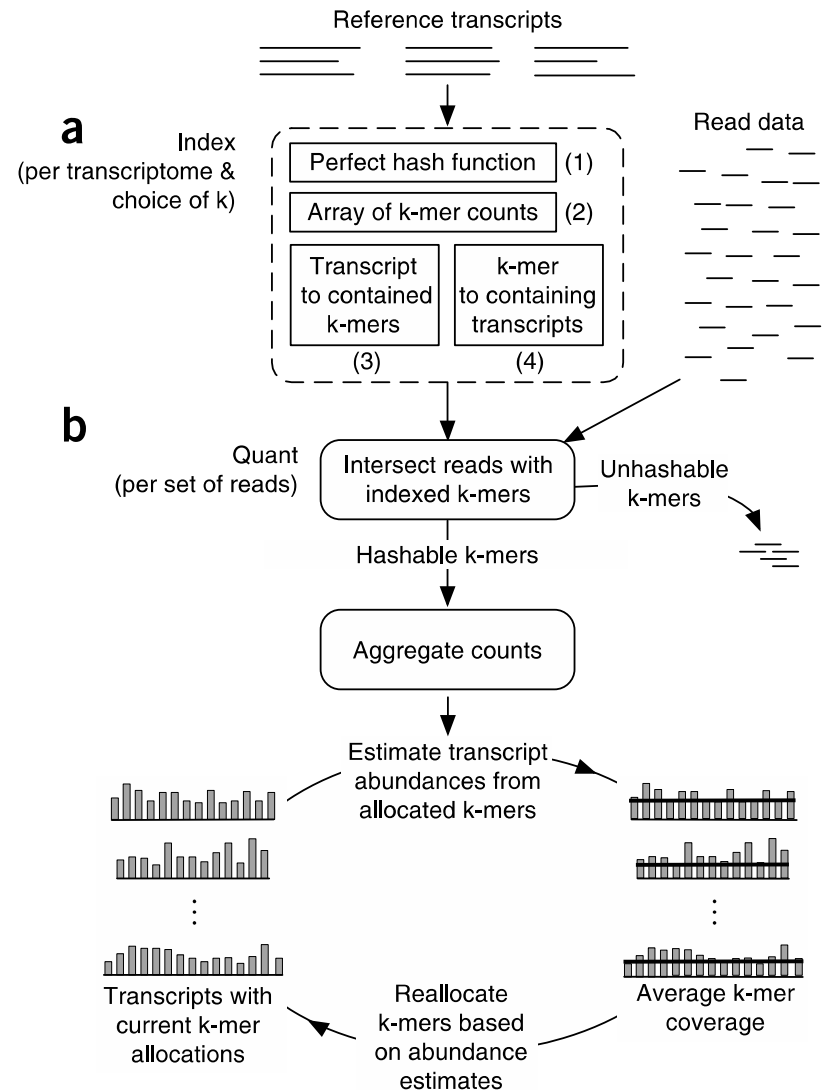 Reference transcripts
a
Index
(per transcriptome &
choice of k)
Perfect hash function
(1)
Array of k-mer counts
(2)
Transcript
to contained
k-mers
(3)
k-mer
to containing
transcripts
(4)
Read data
b
Quant
(per set of reads)
Intersect reads with
indexed k-mers
Unhashable
k-mers
Hashable k-mers
Aggregate counts
Estimate transcript
abundances from
allocated k-mers
Transcripts with
current k-mer
allocations
Reallocate
k-mers based
on abundance
estimates
Average k-mer
coverage